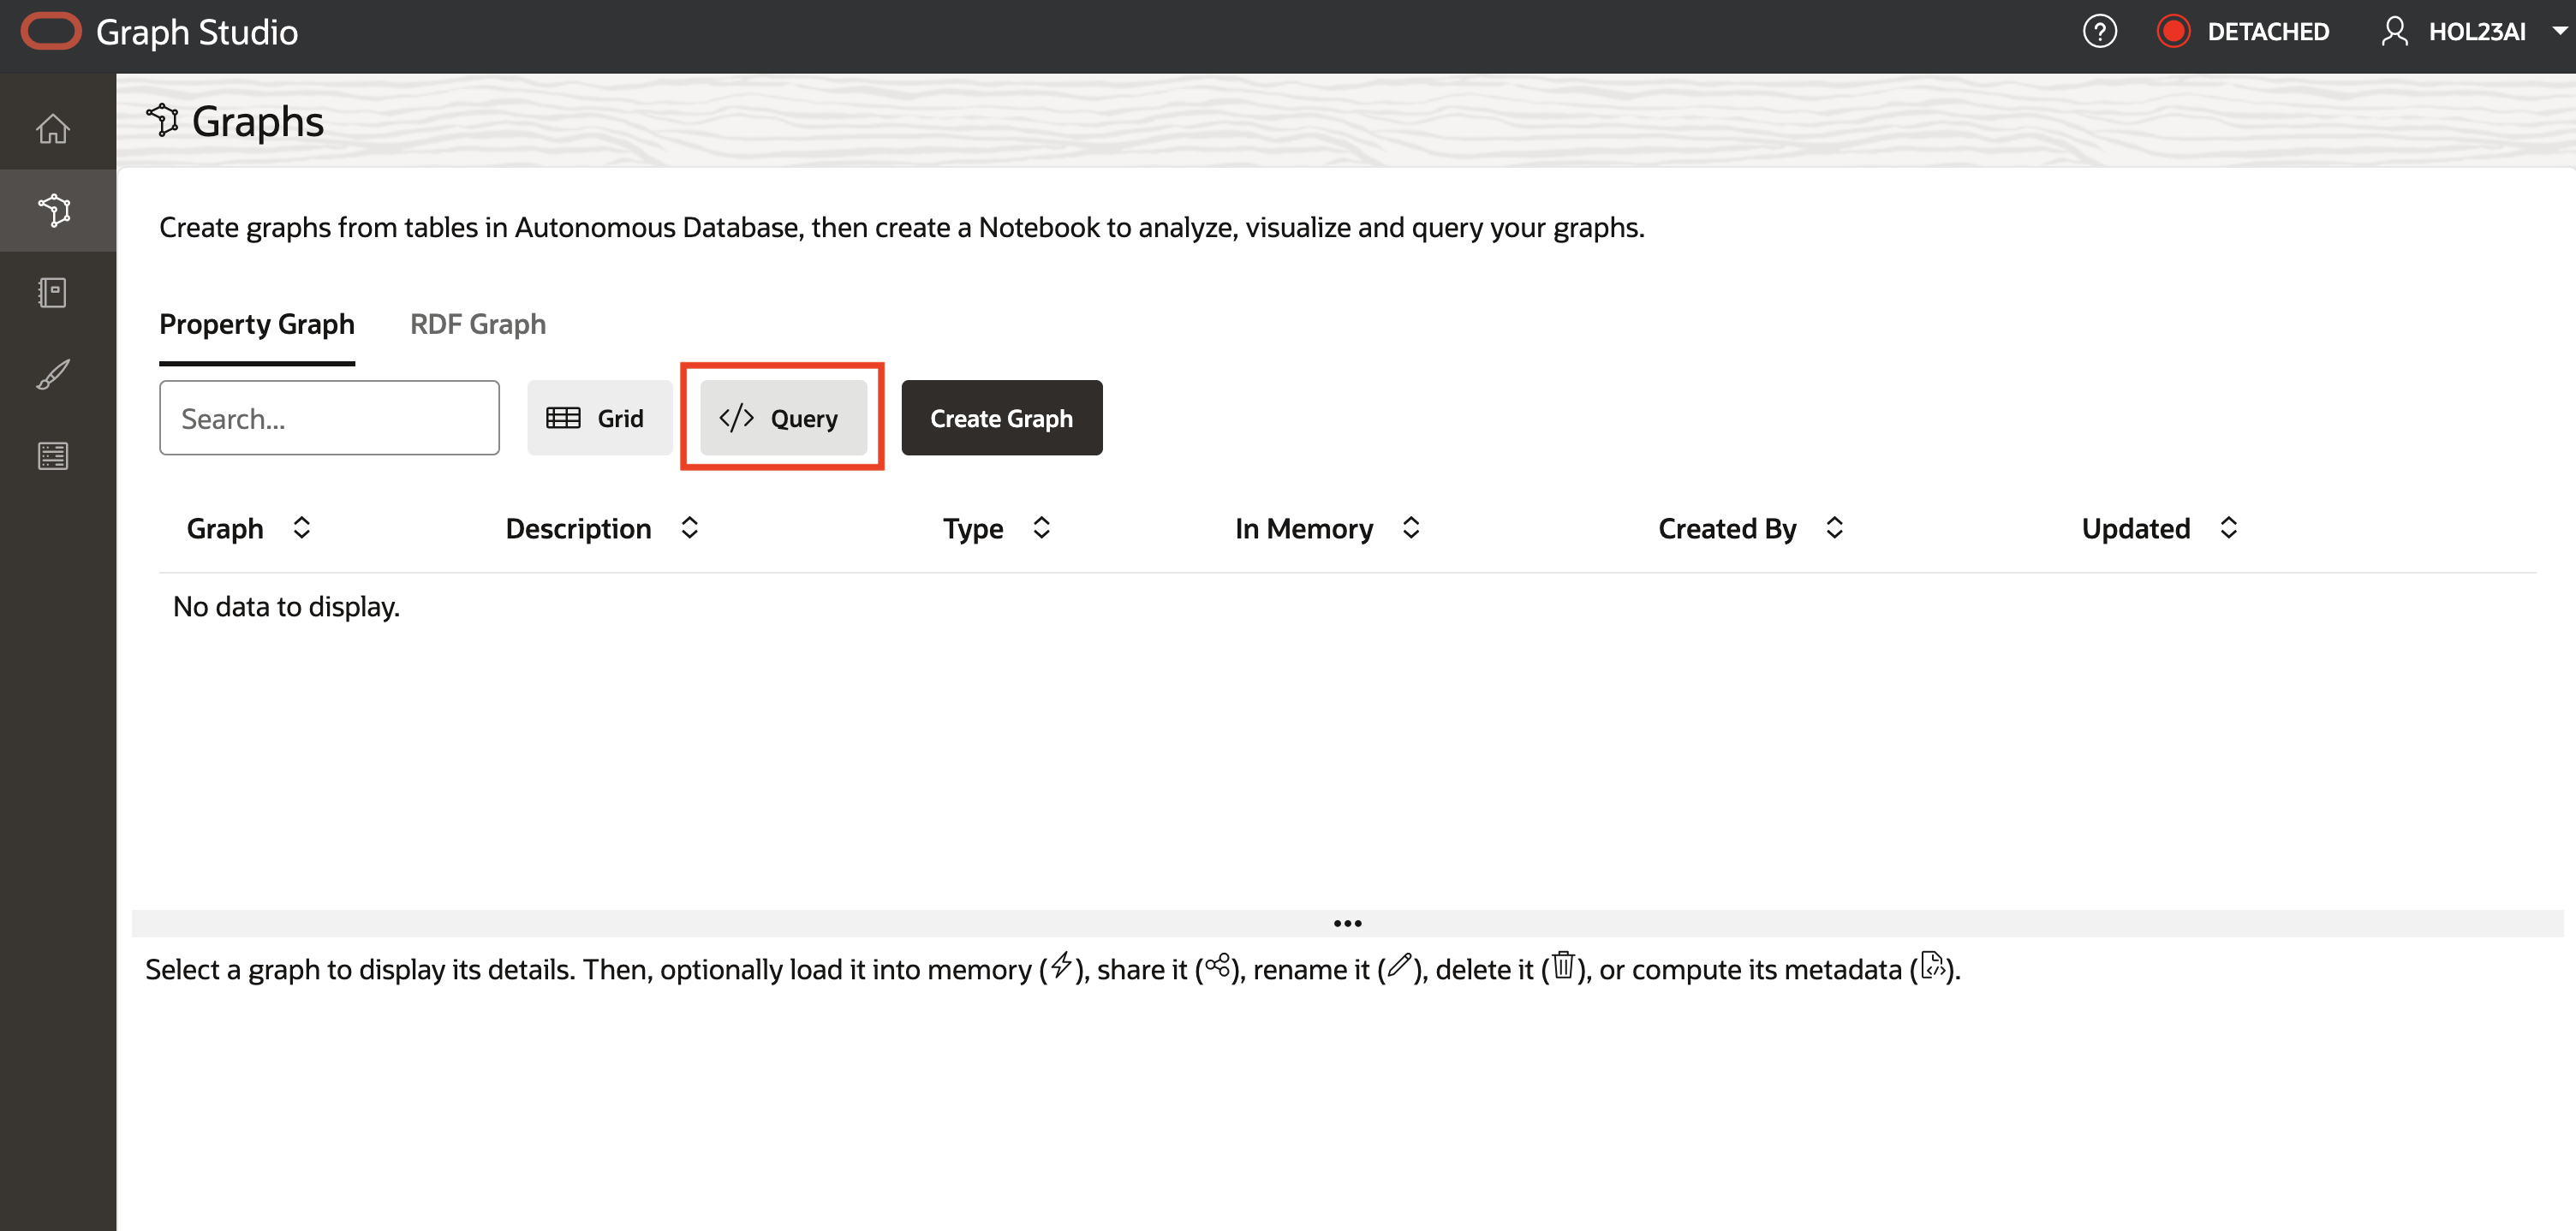 Graph Studio
? DETACHED HOL23AI
Graphs
Create graphs from tables in Autonomous Database, then create a Notebook to analyze, visualize and query your graphs.
Property Graph RDF Graph
Search... Grid </> Query Create Graph
Graph Description Type In Memory Created By Updated
No data to display.
•••
Select a graph to display its details. Then, optionally load it into memory (), share it (), rename it (), delete it (), or compute its metadata ().